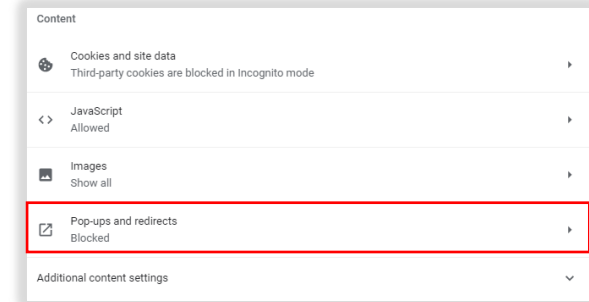 Content
Cookies and site data
Third-party cookies are blocked in Incognito mode
JavaScript
Allowed
Images
Show all
Pop-ups and redirects
Blocked
Additional content settings